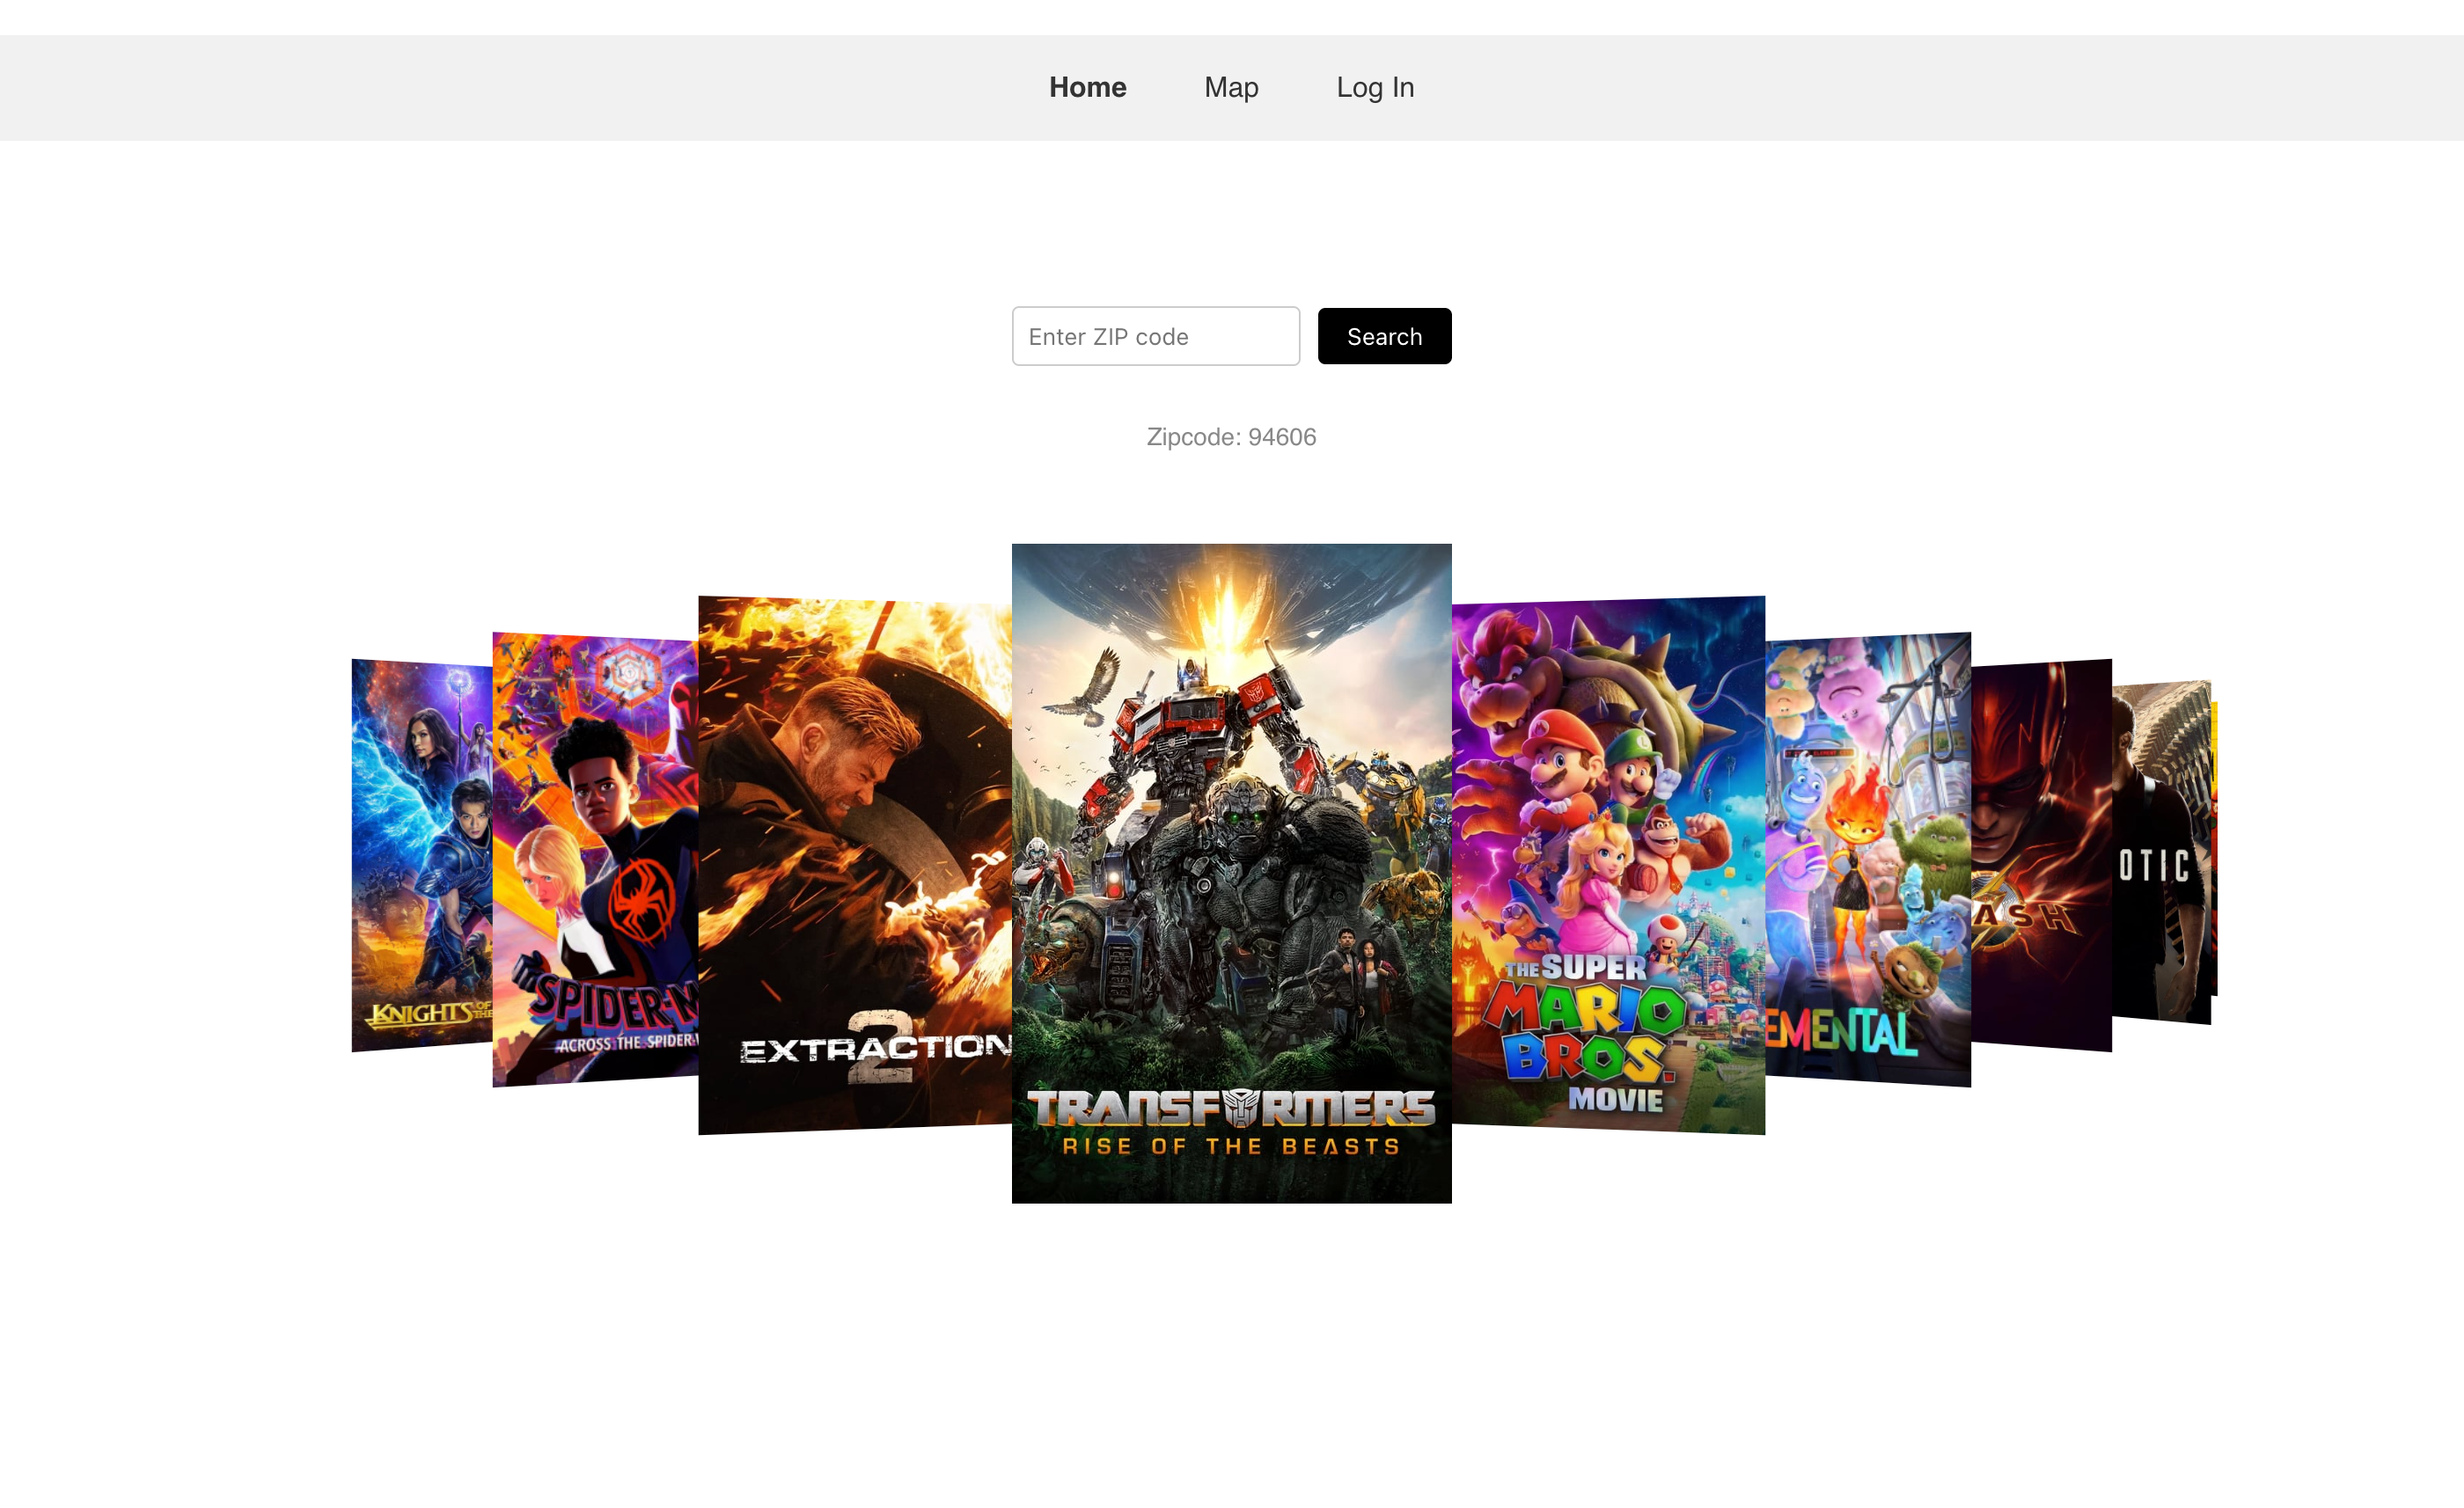 Home Map Log In
Enter ZIP code Search
Zipcode: 94606
KNIGHTS OF THE
SPIDER-M
ACROSS THE SPIDER-
EXTRACTION
2
TRANSFORMERS
RISE OF THE BEASTS
THE SUPER
MARIO
BROS.
MOVIE
EMENTAL
ASH
OTIC